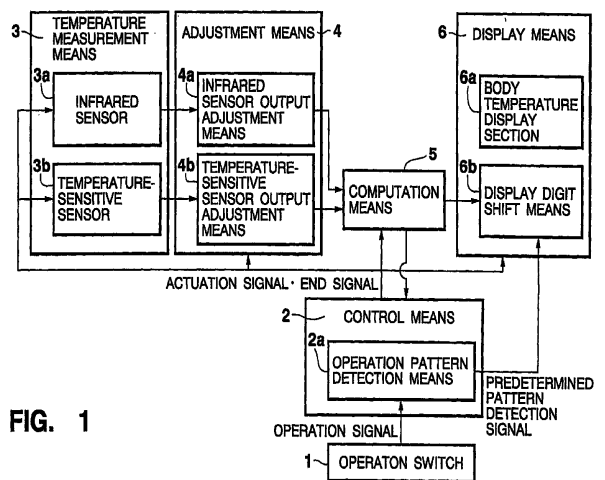 3
TEMPERATURE
MEASUREMENT
MEANS
3a
INFRARED
SENSOR
3b
TEMPERATURE-
SENSITIVE
SENSOR
ADJUSTMENT MEANS
4
4a
INFRARED
SENSOR OUTPUT
ADJUSTMENT
MEANS
4b
TEMPERATURE-
SENSITIVE
SENSOR OUTPUT
ADJUSTMENT
MEANS
5
COMPUTATION
MEANS
6
DISPLAY MEANS
6a
BODY
TEMPERATURE
DISPLAY
SECTION
6b
DISPLAY DIGIT
SHIFT MEANS
ACTUATION SIGNAL·END SIGNAL
2
CONTROL MEANS
2a
OPERATION PATTERN
DETECTION MEANS
PREDETERMINED
PATTERN
DETECTION
SIGNAL
OPERATION SIGNAL
1
OPERATON SWITCH
FIG. 1